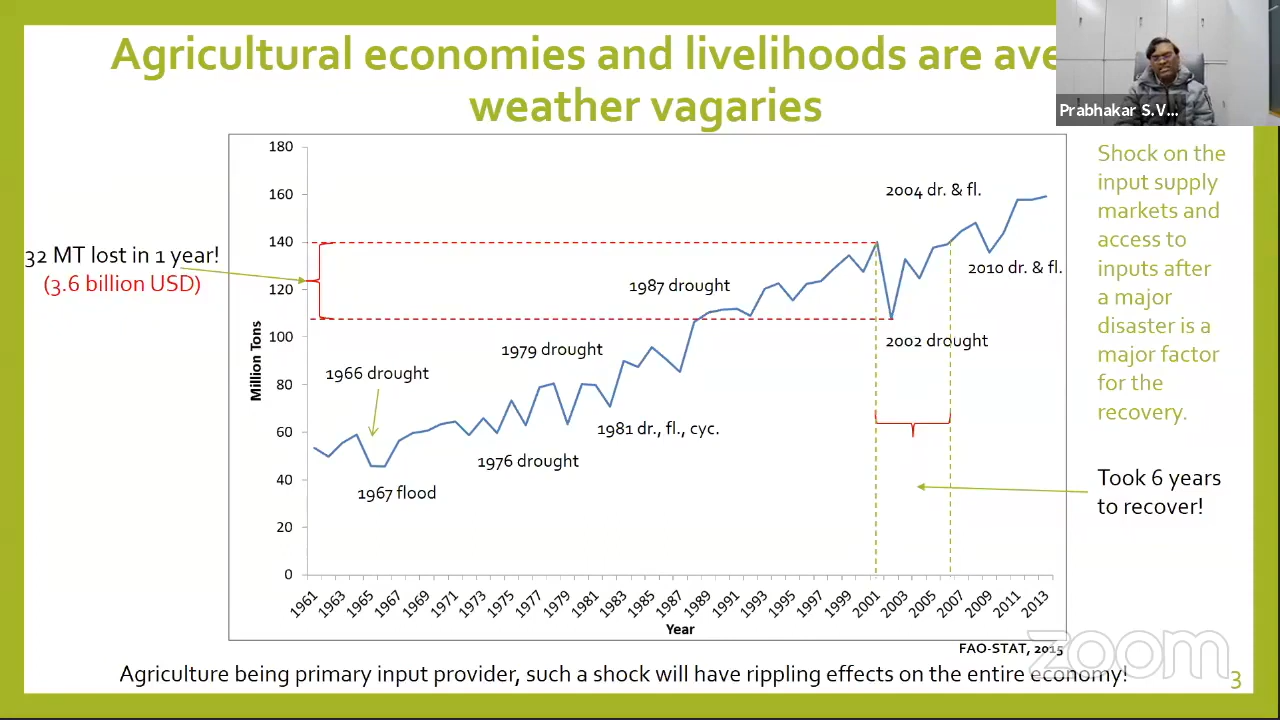 Agricultural economies and livelihoods are ave
weather vagaries
Prabhakar S.V...
Shock on the
input supply
markets and
access to
inputs after
a major
disaster is a
major factor
for the
recovery.
32 MT lost in 1 year!
(3.6 billion USD)
180
160
140
120
100
80
60
40
20
0
Million Tons
1966 drought
1967 flood
1976 drought
1979 drought
1981 dr., fl., cyc.
1987 drought
2002 drought
2004 dr. & fl.
2010 dr. & fl.
Took 6 years
to recover!
1961 1963 1965 1967 1969 1971 1973 1975 1977 1979 1981 1983 1985 1987 1989 1991 1993 1995 1997 1999 2001 2003 2005 2007 2009 2011 2013
Year
FAO-STAT, 2015
zoom
Agriculture being primary input provider, such a shock will have rippling effects on the entire economy!
3